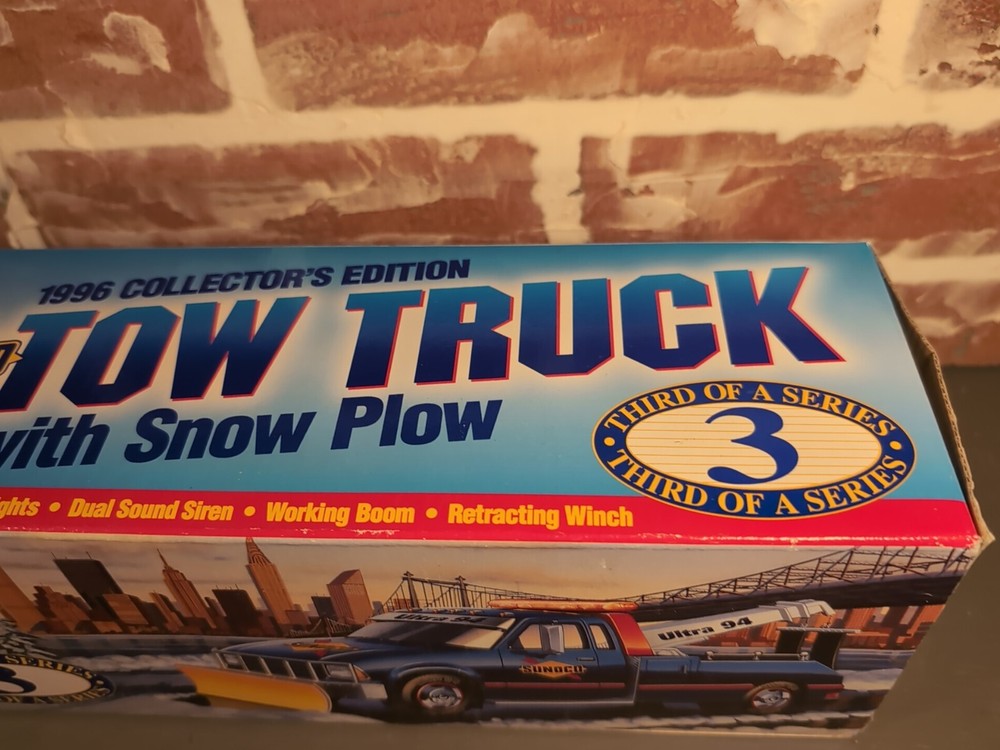 1996 COLLECTOR'S EDITION
TOW TRUCK
with Snow Plow
THIRD OF A SERIES
3
THIRD OF A SERIES
• Dual Sound Siren • Working Boom • Retracting Winch
Ultra 94
Ultra 94
SUNOCO
SERIES